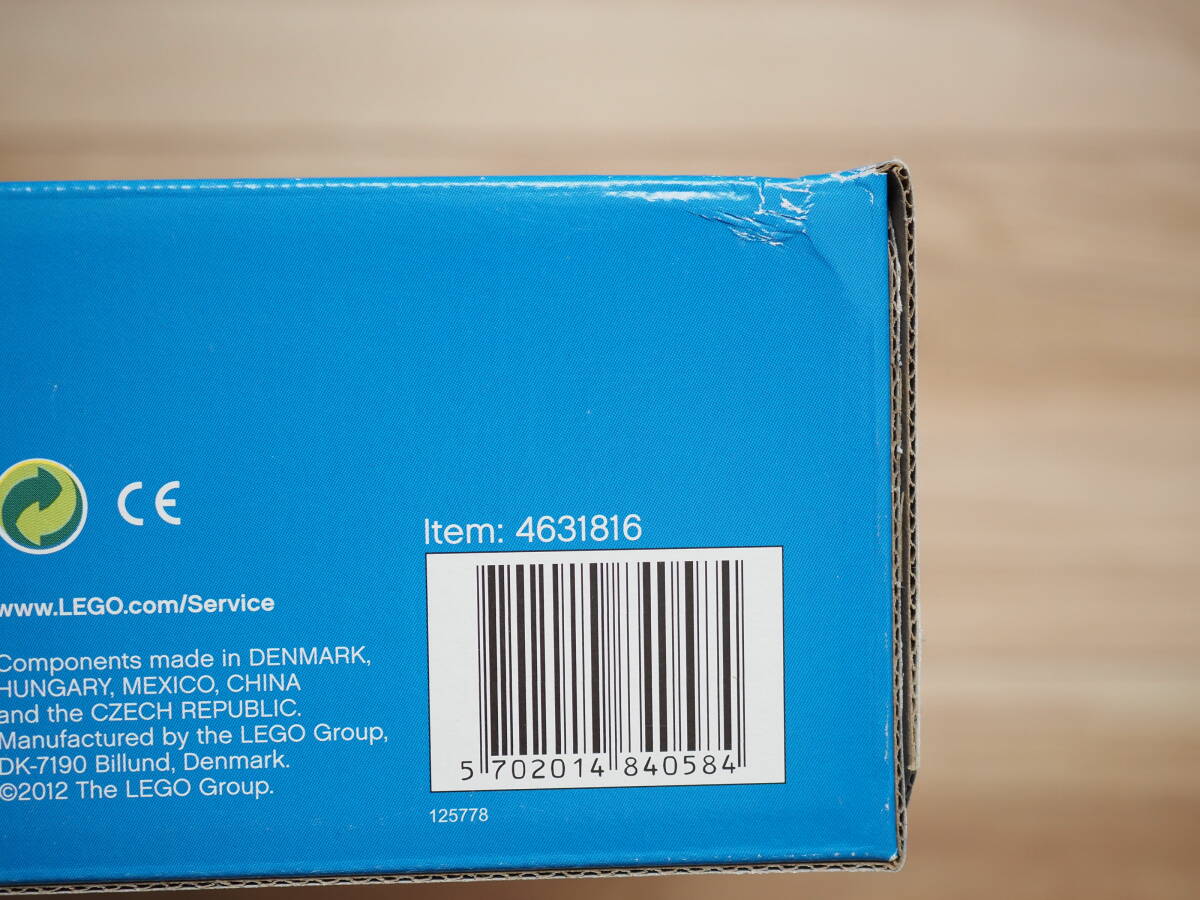 CE
Item: 4631816
www.LEGO.com/Service
Components made in DENMARK,
HUNGARY, MEXICO, CHINA
and the CZECH REPUBLIC.
Manufactured by the LEGO Group,
DK-7190 Billund, Denmark.
©2012 The LEGO Group.
5 702014 840584
125778